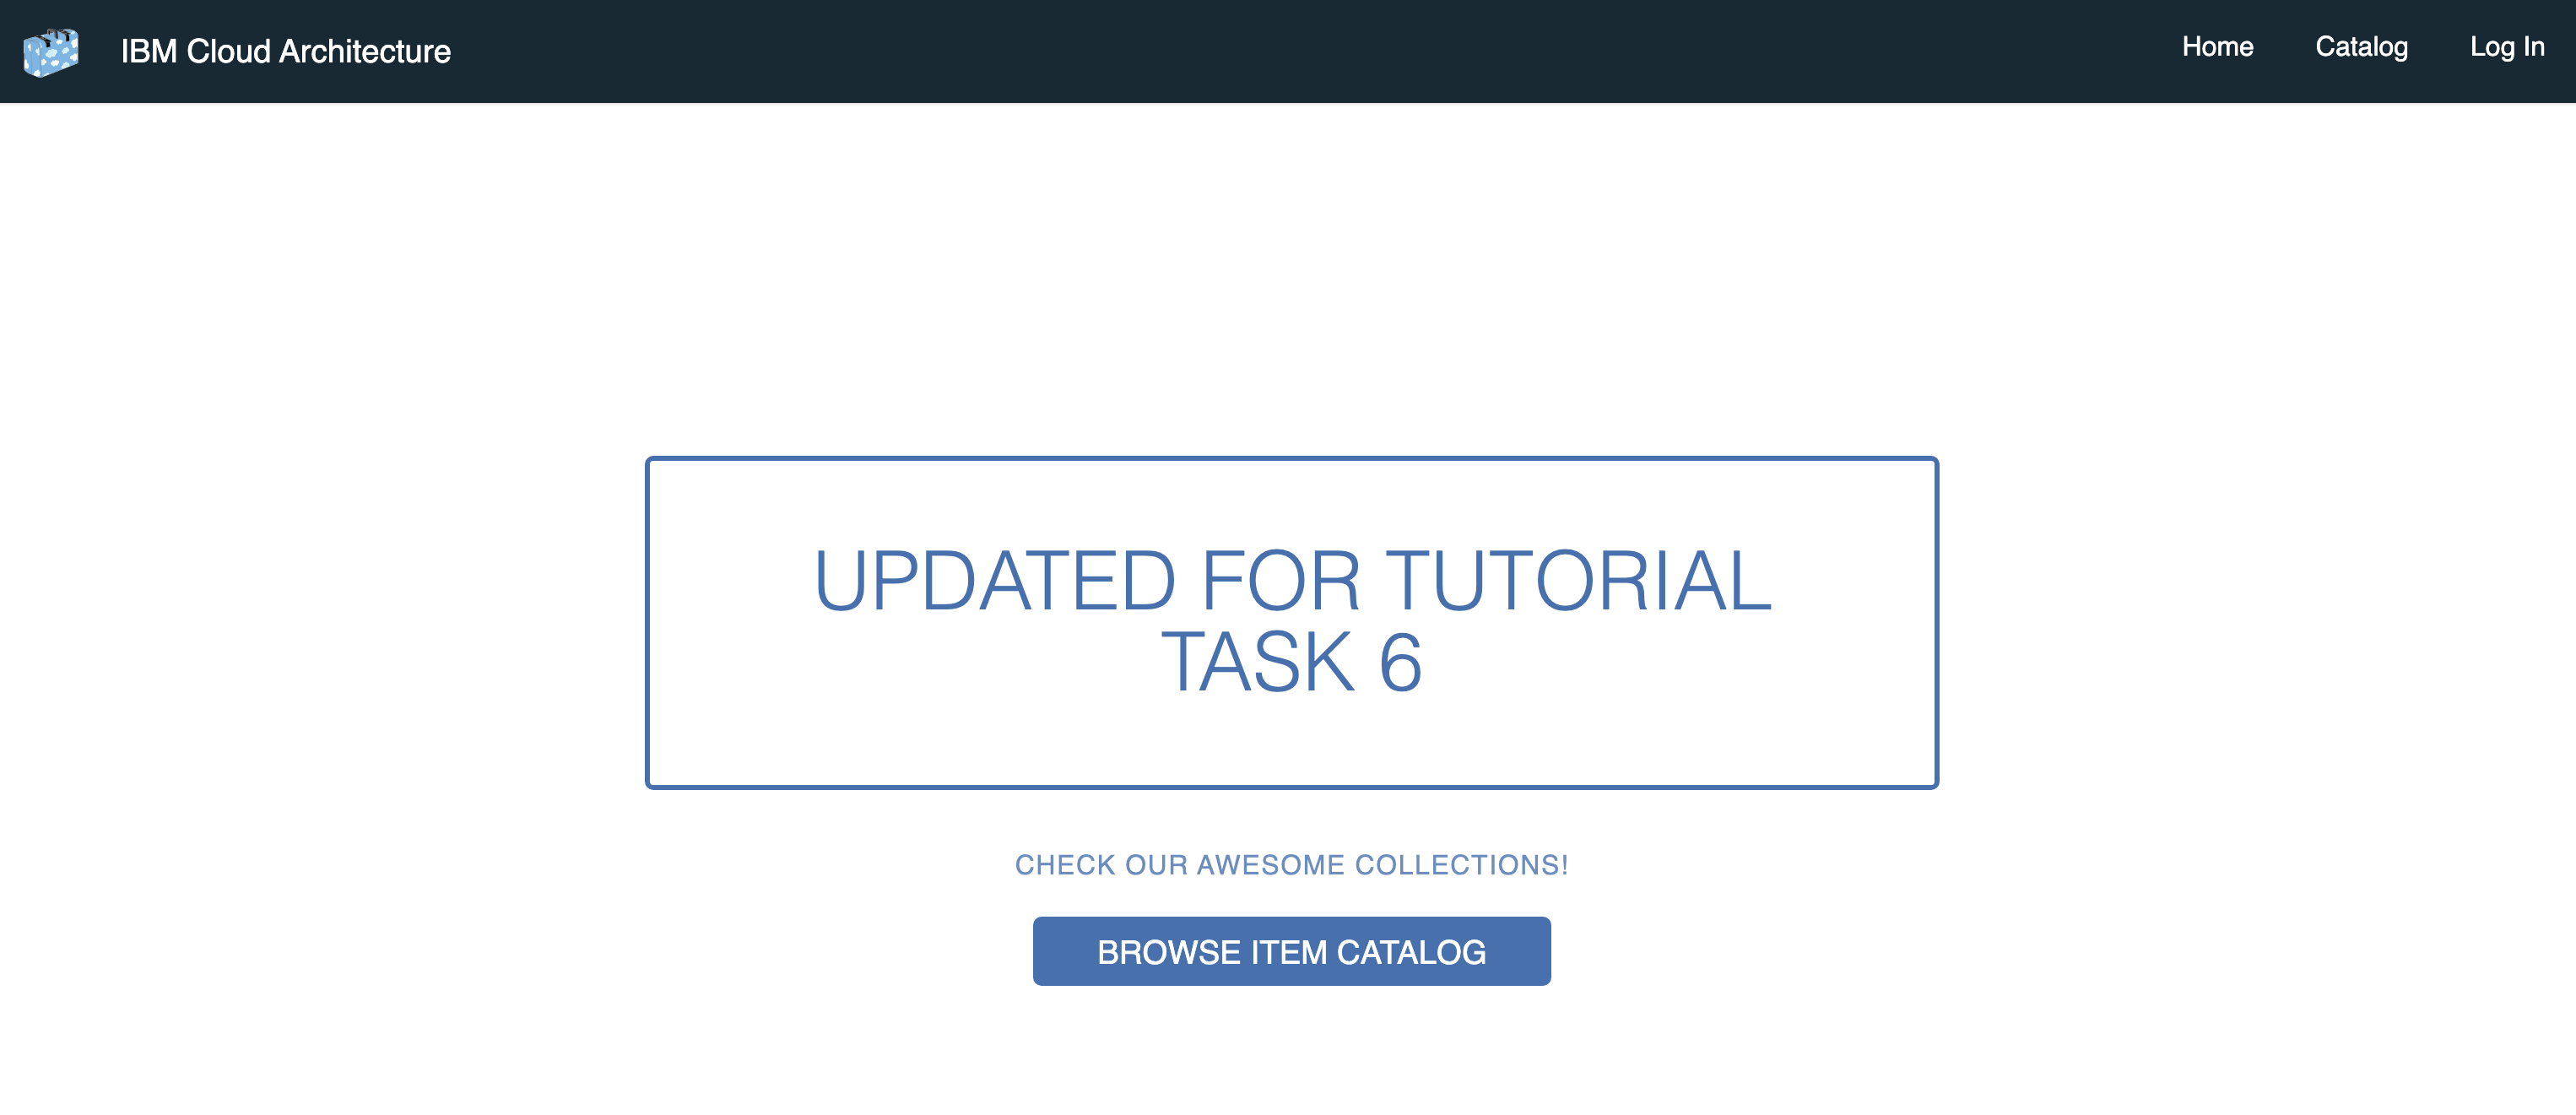 IBM Cloud Architecture
Home
Catalog
Log In
UPDATED FOR TUTORIAL
TASK 6
CHECK OUR AWESOME COLLECTIONS!
BROWSE ITEM CATALOG